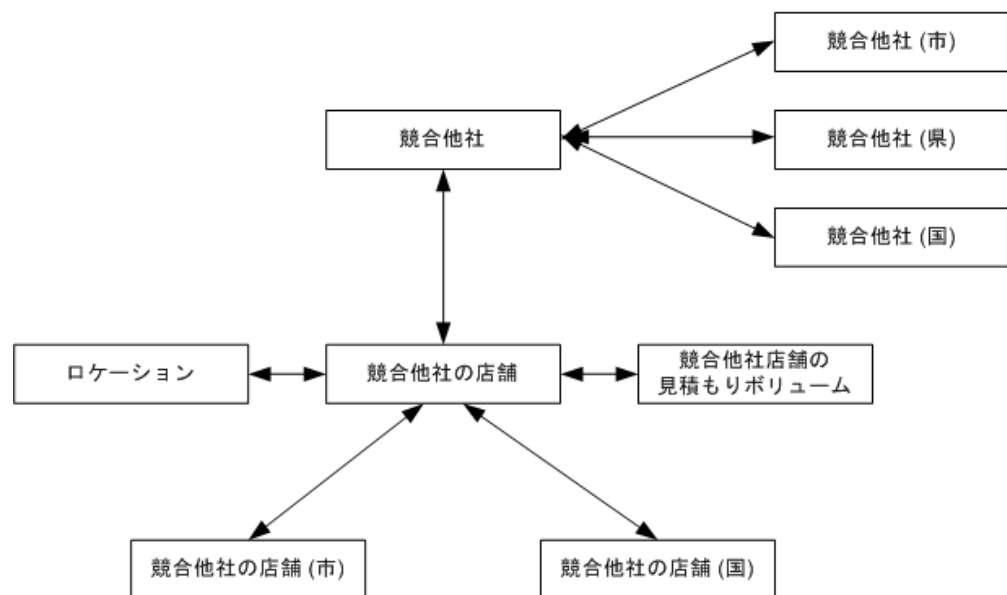 競合他社 (市)
競合他社
競合他社 (県)
競合他社 (国)
ロケーション
競合他社の店舗
競合他社店舗の
見積もりボリューム
競合他社の店舗 (市)
競合他社の店舗 (国)